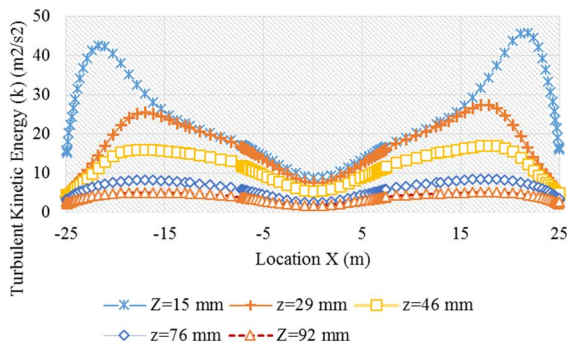 Turbulent Kinetic Energy (k) (m2/s2)
50
40
30
20
10
0
-25
-15
-5
5
15
25
Location X (m)
Z=15 mm
z=29 mm
z=46 mm
z=76 mm
Z=92 mm